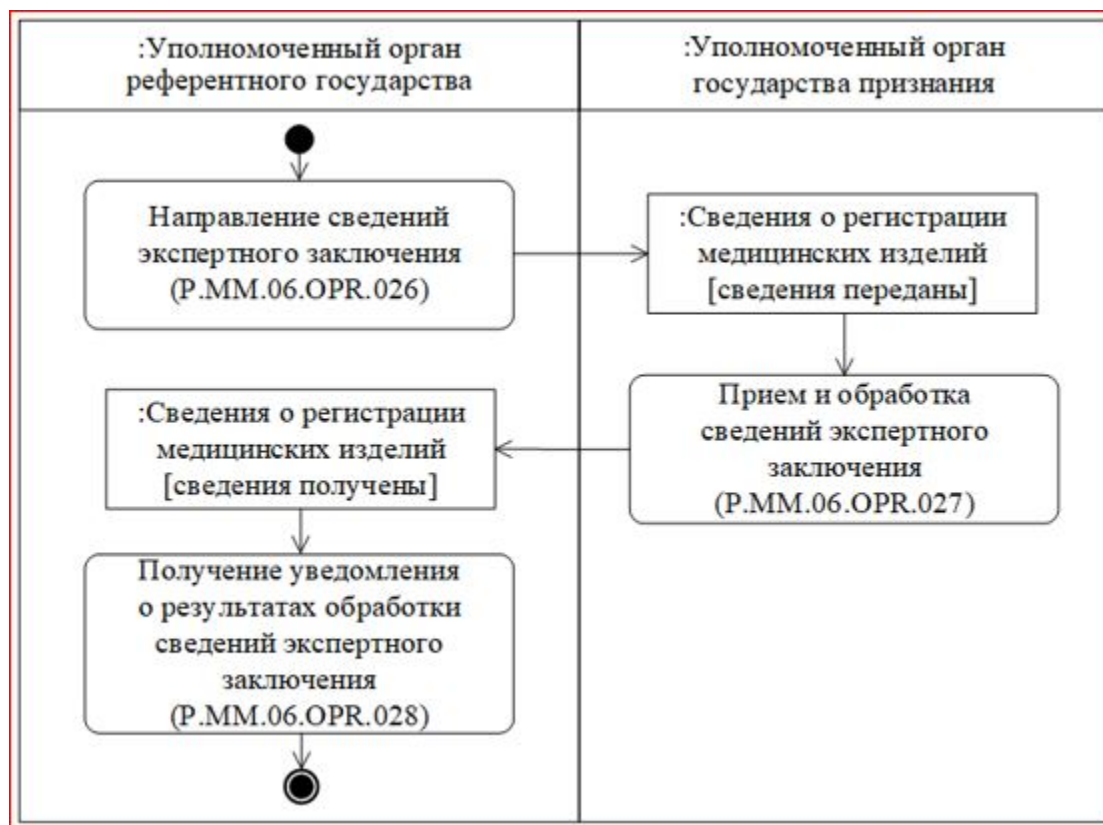 :Уполномоченный орган
референтного государства
:Уполномоченный орган
государства признания
Направление сведений
экспертного заключения
(P.MM.06.OPR.026)
:Сведения о регистрации
медицинских изделий
[сведения переданы]
Прием и обработка
сведений экспертного
заключения
(P.MM.06.OPR.027)
:Сведения о регистрации
медицинских изделий
[сведения получены]
Получение уведомления
о результатах обработки
сведений экспертного
заключения
(P.MM.06.OPR.028)